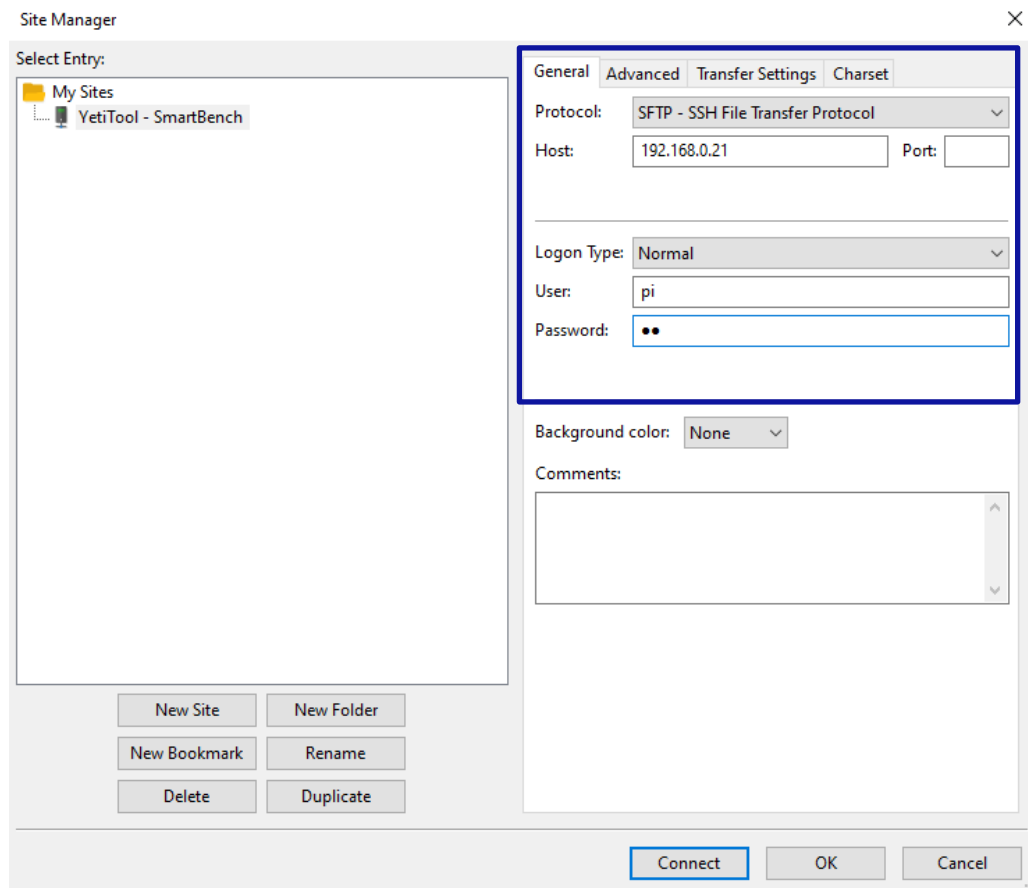 Site Manager
Select Entry:
My Sites
YetiTool - SmartBench
New Site New Folder
New Bookmark Rename
Delete Duplicate
General Advanced Transfer Settings Charset
Protocol: SFTP - SSH File Transfer Protocol
Host: 192.168.0.21 Port:
Logon Type: Normal
User: pi
Password: ●●
Background color: None
Comments:
Connect OK Cancel